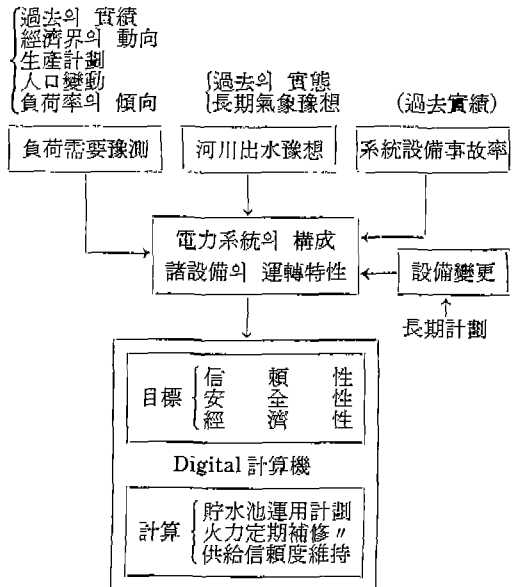 過去의 實績
經濟界의 動向
生産計劃
人口變動
負荷率의 傾向
負荷需要豫測
過去의 實態
長期氣象豫想
河川出水豫想
(過去實績)
系統設備事故率
電力系統의 構成
諸設備의 運轉特性
設備變更
長期計劃
目標
信 賴 性
安 全 性
經 濟 性
Digital 計算機
計算
貯水池運用計劃
火力定期補修〃
供給信賴度維持